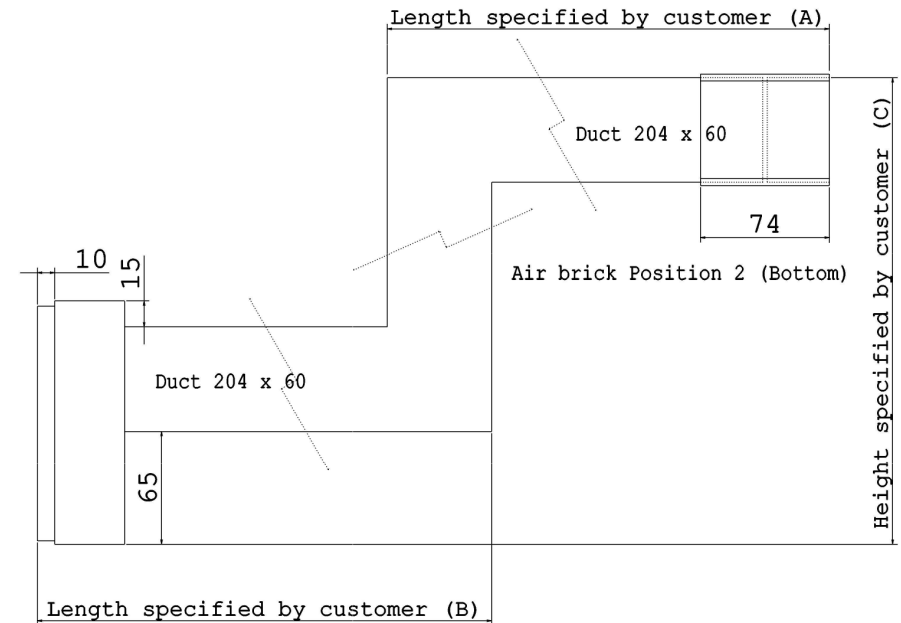 Length specified by customer (A)
Duct 204 x 60
74
Air brick Position 2 (Bottom)
10
15
Duct 204 x 60
65
Height specified by customer (C)
Length specified by customer (B)